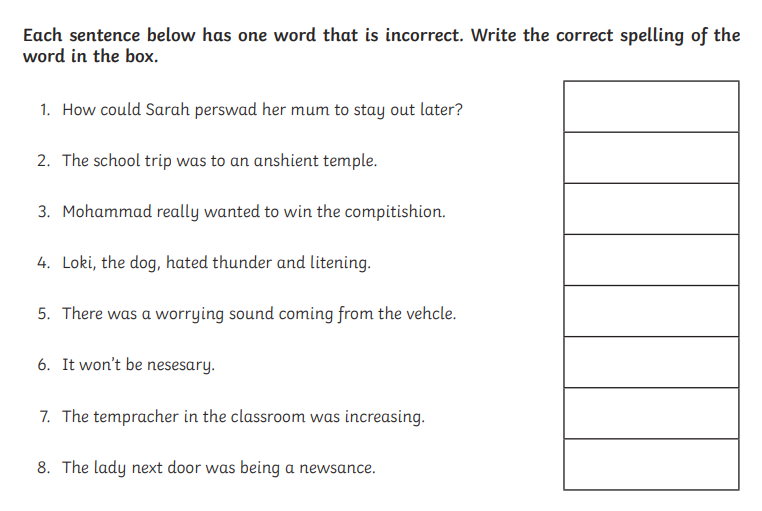 Each sentence below has one word that is incorrect. Write the correct spelling of the
word in the box.
1. How could Sarah perswad her mum to stay out later?
2. The school trip was to an anshient temple.
3. Mohammad really wanted to win the compitishion.
4. Loki, the dog, hated thunder and litening.
5. There was a worrying sound coming from the vehcle.
6. It won't be nesesary.
7. The tempracher in the classroom was increasing.
8. The lady next door was being a newsance.